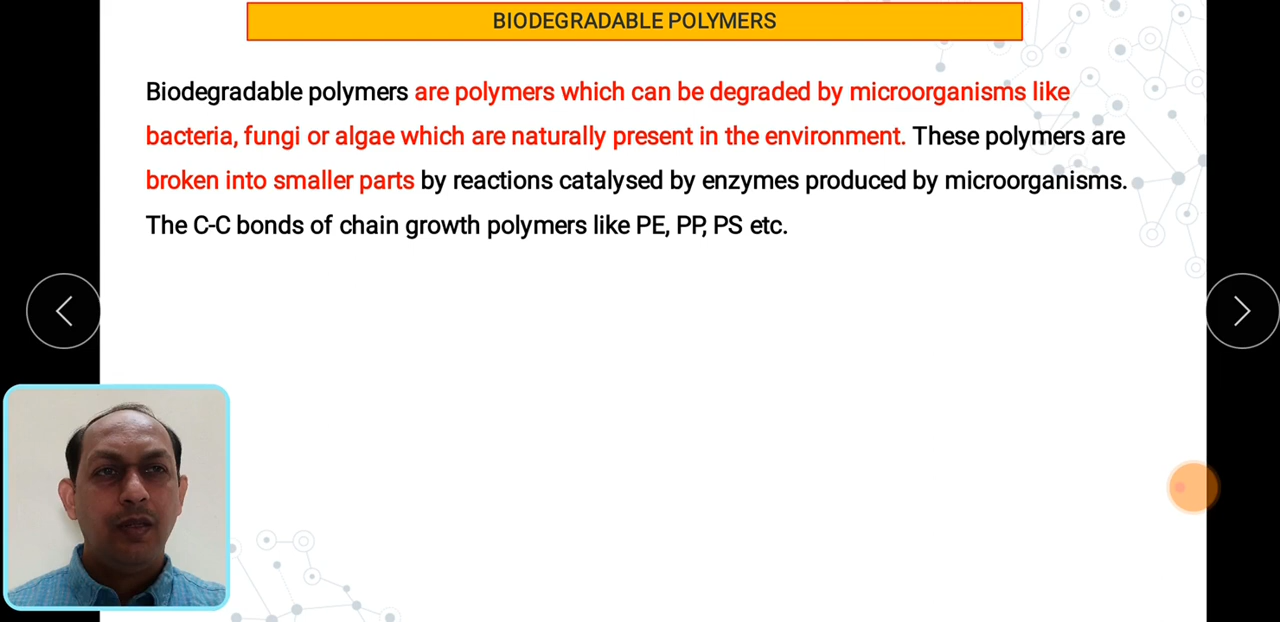 BIODEGRADABLE POLYMERS
Biodegradable polymers are polymers which can be degraded by microorganisms like
bacteria, fungi or algae which are naturally present in the environment. These polymers are
broken into smaller parts by reactions catalysed by enzymes produced by microorganisms.
The C-C bonds of chain growth polymers like PE, PP, PS etc.